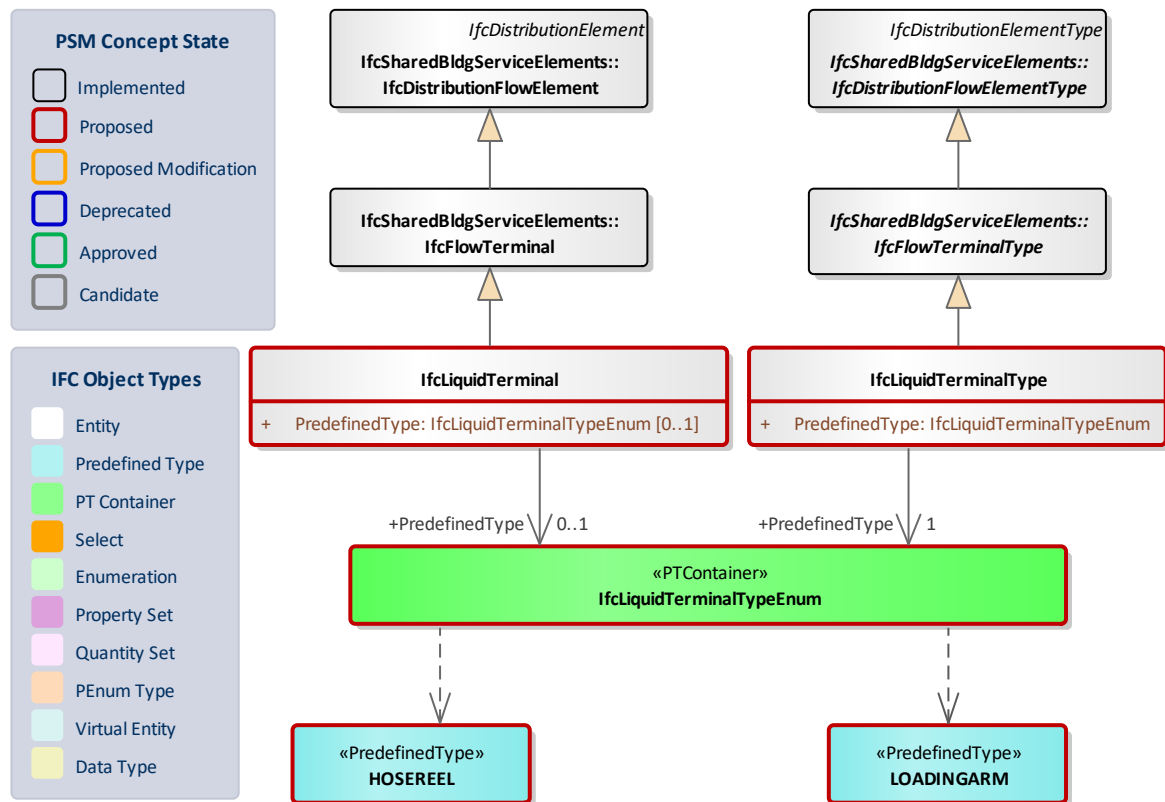 PSM Concept State
Implemented
Proposed
Proposed Modification
Deprecated
Approved
Candidate
IFC Object Types
Entity
Predefined Type
PT Container
Select
Enumeration
Property Set
Quantity Set
PEnum Type
Virtual Entity
Data Type
IfcDistributionElement
IfcSharedBldgServiceElements::
IfcDistributionFlowElement
IfcDistributionElementType
IfcSharedBldgServiceElements::
IfcDistributionFlowElementType
IfcSharedBldgServiceElements::
IfcFlowTerminal
IfcSharedBldgServiceElements::
IfcFlowTerminalType
IfcLiquidTerminal
+ PredefinedType: IfcLiquidTerminalTypeEnum [0..1]
IfcLiquidTerminalType
+ PredefinedType: IfcLiquidTerminalTypeEnum
+PredefinedType 0..1
+PredefinedType 1
«PTContainer»
IfcLiquidTerminalTypeEnum
«PredefinedType»
HOSEREEL
«PredefinedType»
LOADINGARM